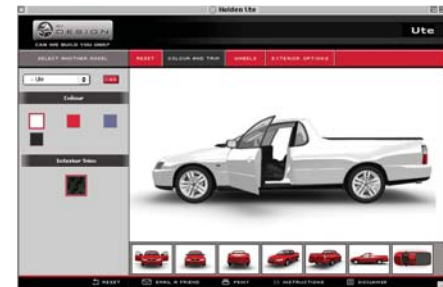 Holden Ute
BY
DESIGN
CAN WE BUILD YOU ONE?
Ute
SELECT ANOTHER MODEL
RESET
COLOUR AND TRIM
WHEELS
EXTERIOR OPTIONS
Ute
Colour
Interior Trim
RESET
EMAIL A FRIEND
PRINT
INSTRUCTIONS
DISCLAIMER